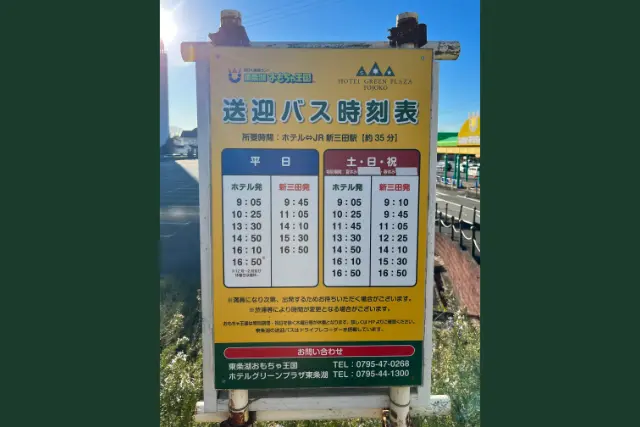 東条湖おもちゃ王国
HOTEL GREEN PLAZA
TOJOKO
送迎バス時刻表
所要時間：ホテル⇔JR 新三田駅【約35分】
平 日
土・日・祝
ホテル発 新三田発 ホテル発 新三田発
9：05 9：45 9：05 9：10
10：25 11：05 10：25 9：45
13：30 14：10 11：45 11：05
14：50 15：30 13：30 12：25
16：10 16：50 14：50 14：10
16：50※ 16：10 15：30
16：50 16：50
※満員になり次第、出発するためお待ちいただく場合がございます。
※渋滞等により時間が変更となる場合がございます。
お問い合わせ
東条湖おもちゃ王国 TEL：0795-47-0268
ホテルグリーンプラザ東条湖 TEL：0795-44-1300